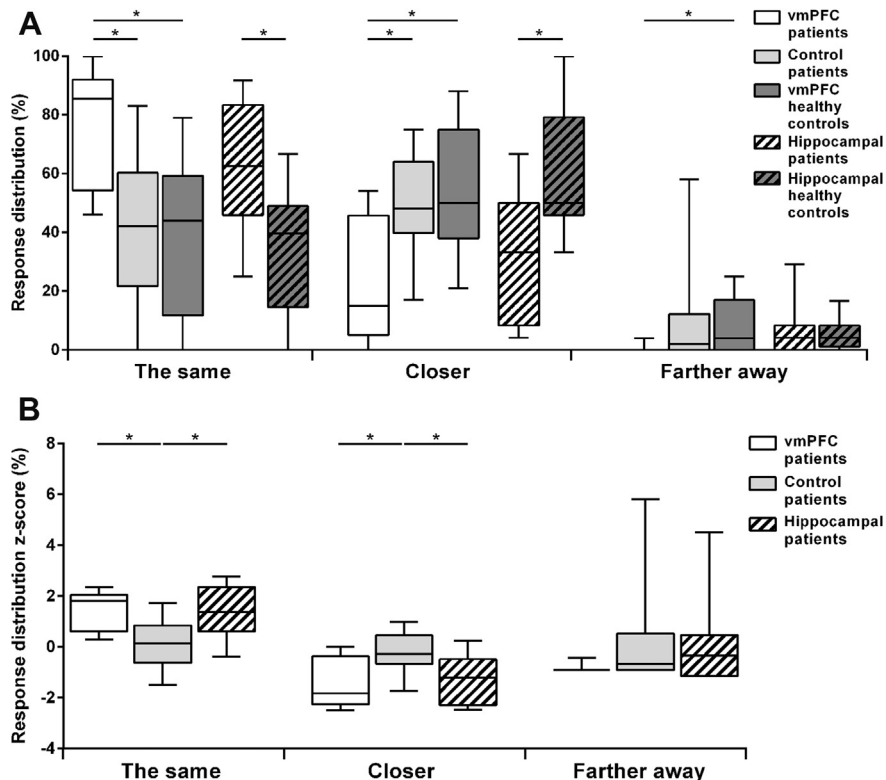 A
* *
* *
* *
* *
*
Response distribution (%)
100
80
60
40
20
0
The same Closer Farther away
vmPFC
patients
Control
patients
vmPFC
healthy
controls
Hippocampal
patients
Hippocampal
healthy
controls
B
* * * *
Response distribution z-score (%)
8
6
4
2
0
-2
-4
The same Closer Farther away
vmPFC
patients
Control
patients
Hippocampal
patients